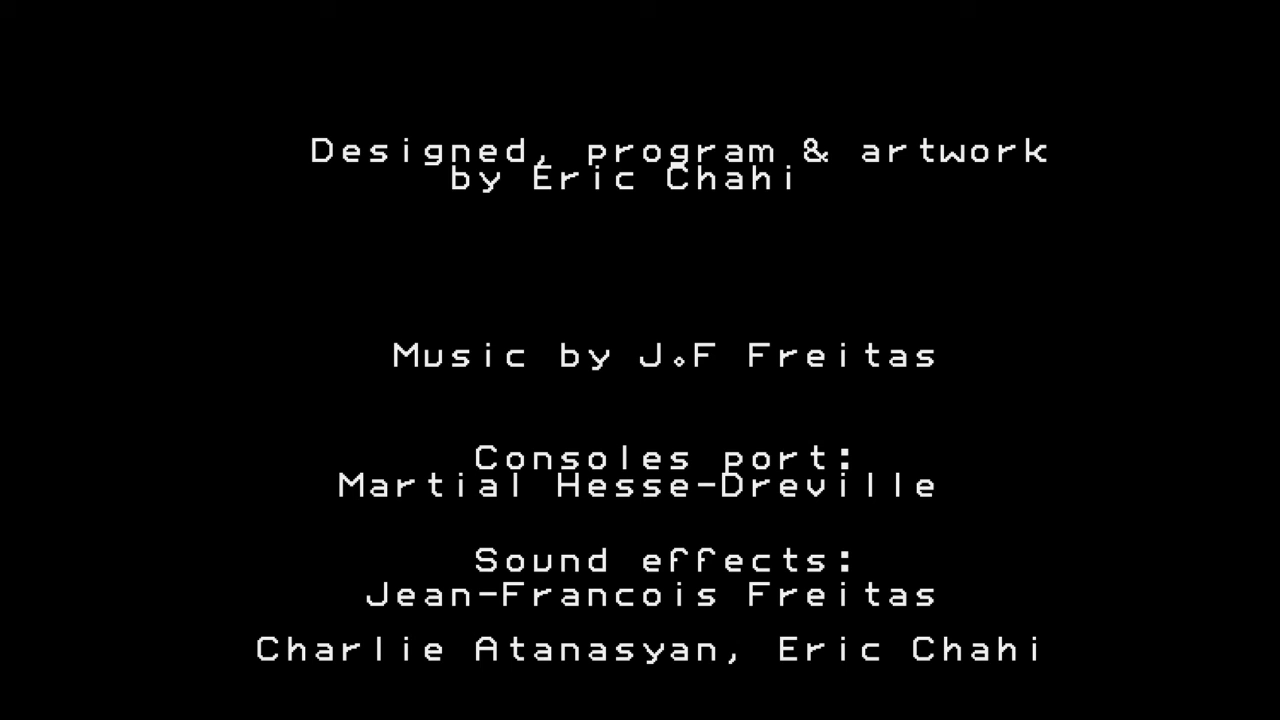 Designed, program & artwork
by Eric Chahi
Music by J.F Freitas
Consoles port:
Martial Hesse-Dreville
Sound effects:
Jean-Francois Freitas
Charlie Atanasyan, Eric Chahi